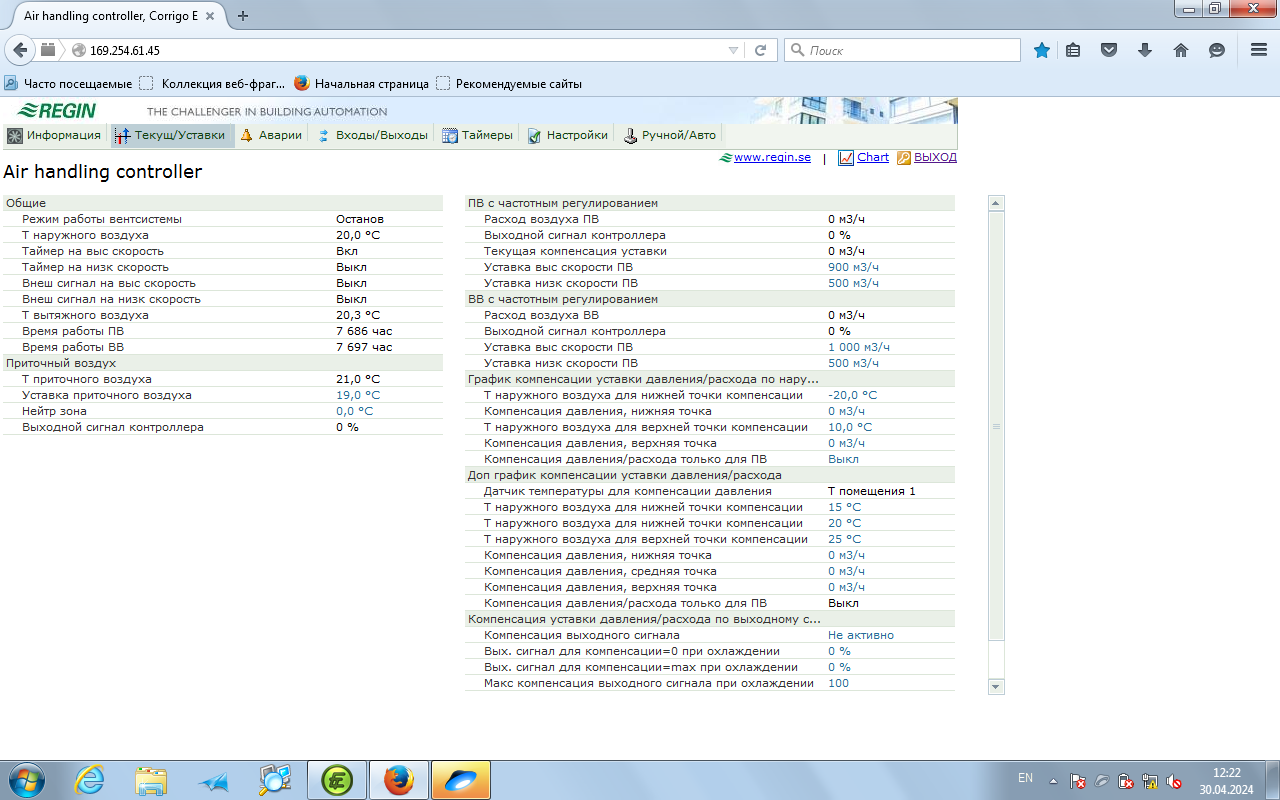 Air handling controller, Corrigo E
169.254.61.45
Поиск
Часто посещаемые
Коллекция веб-фраг...
Начальная страница
Рекомендуемые сайты
REGIN
THE CHALLENGER IN BUILDING AUTOMATION
Информация
Текущ/Уставки
Аварии
Входы/Выходы
Таймеры
Настройки
Ручной/Авто
www.regin.se | Chart ВЫХОД
Air handling controller
Общие
Режим работы вентсистемы Останов
Т наружного воздуха 20,0 °C
Таймер на выс скорость Вкл
Таймер на низк скорость Выкл
Внеш сигнал на выс скорость Выкл
Внеш сигнал на низк скорость Выкл
Т вытяжного воздуха 20,3 °C
Время работы ПВ 7 686 час
Время работы ВВ 7 697 час
Приточный воздух
Т приточного воздуха 21,0 °C
Уставка приточного воздуха 19,0 °C
Нейтр зона 0,0 °C
Выходной сигнал контроллера 0 %
ПВ с частотным регулированием
Расход воздуха ПВ 0 м3/ч
Выходной сигнал контроллера 0 %
Текущая компенсация уставки 0 м3/ч
Уставка выс скорости ПВ 900 м3/ч
Уставка низк скорости ПВ 500 м3/ч
ВВ с частотным регулированием
Расход воздуха ВВ 0 м3/ч
Выходной сигнал контроллера 0 %
Уставка выс скорости ПВ 1 000 м3/ч
Уставка низк скорости ПВ 500 м3/ч
График компенсации уставки давления/расхода по нару...
Т наружного воздуха для нижней точки компенсации -20,0 °C
Компенсация давления, нижняя точка 0 м3/ч
Т наружного воздуха для верхней точки компенсации 10,0 °C
Компенсация давления, верхняя точка 0 м3/ч
Компенсация давления/расхода только для ПВ Выкл
Доп график компенсации уставки давления/расхода
Датчик температуры для компенсации давления Т помещения 1
Т наружного воздуха для нижней точки компенсации 15 °C
Т наружного воздуха для нижней точки компенсации 20 °C
Т наружного воздуха для верхней точки компенсации 25 °C
Компенсация давления, нижняя точка 0 м3/ч
Компенсация давления, средняя точка 0 м3/ч
Компенсация давления, верхняя точка 0 м3/ч
Компенсация давления/расхода только для ПВ Выкл
Компенсация уставки давления/расхода по выходному с...
Компенсация выходного сигнала Не активно
Вых. сигнал для компенсации=0 при охлаждении 0 %
Вых. сигнал для компенсации=max при охлаждении 0 %
Макс компенсация выходного сигнала при охлаждении 100
EN
12:22
30.04.2024